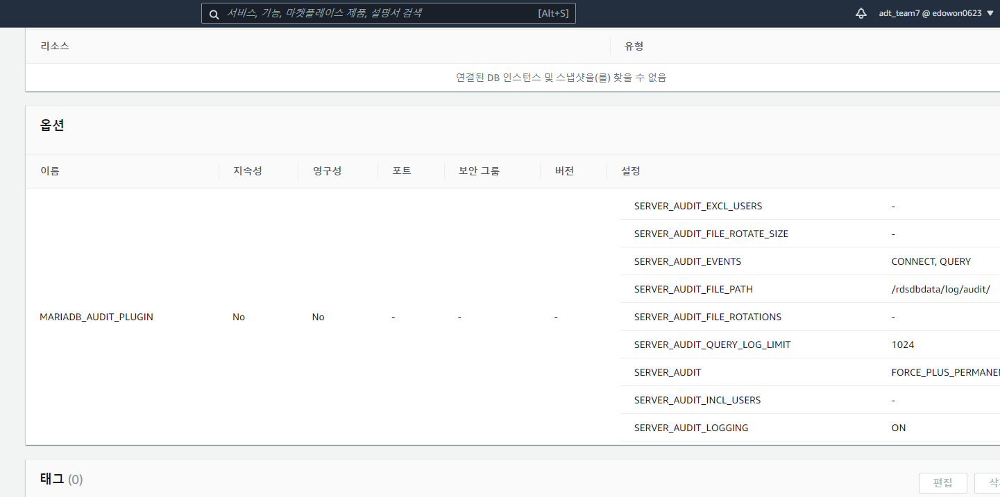 서비스, 기능, 마켓플레이스 제품, 설명서 검색 [Alt+S] adt_team7 @ edowon0623
리소스 유형
연결된 DB 인스턴스 및 스냅샷을(를) 찾을 수 없음
옵션
이름 지속성 영구성 포트 보안 그룹 버전 설정
SERVER_AUDIT_EXCL_USERS -
SERVER_AUDIT_FILE_ROTATE_SIZE -
SERVER_AUDIT_EVENTS CONNECT, QUERY
SERVER_AUDIT_FILE_PATH /rdsdbdata/log/audit/
MARIADB_AUDIT_PLUGIN No No - - - SERVER_AUDIT_FILE_ROTATIONS -
SERVER_AUDIT_QUERY_LOG_LIMIT 1024
SERVER_AUDIT FORCE_PLUS_PERMANE
SERVER_AUDIT_INCL_USERS -
SERVER_AUDIT_LOGGING ON
태그 (0) 편집